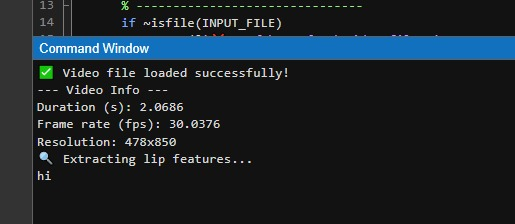 13 % -------------------------------
14 if ~isfile(INPUT_FILE)
Command Window
✅ Video file loaded successfully!
--- Video Info ---
Duration (s): 2.0686
Frame rate (fps): 30.0376
Resolution: 478x850
🔍 Extracting lip features...
hi